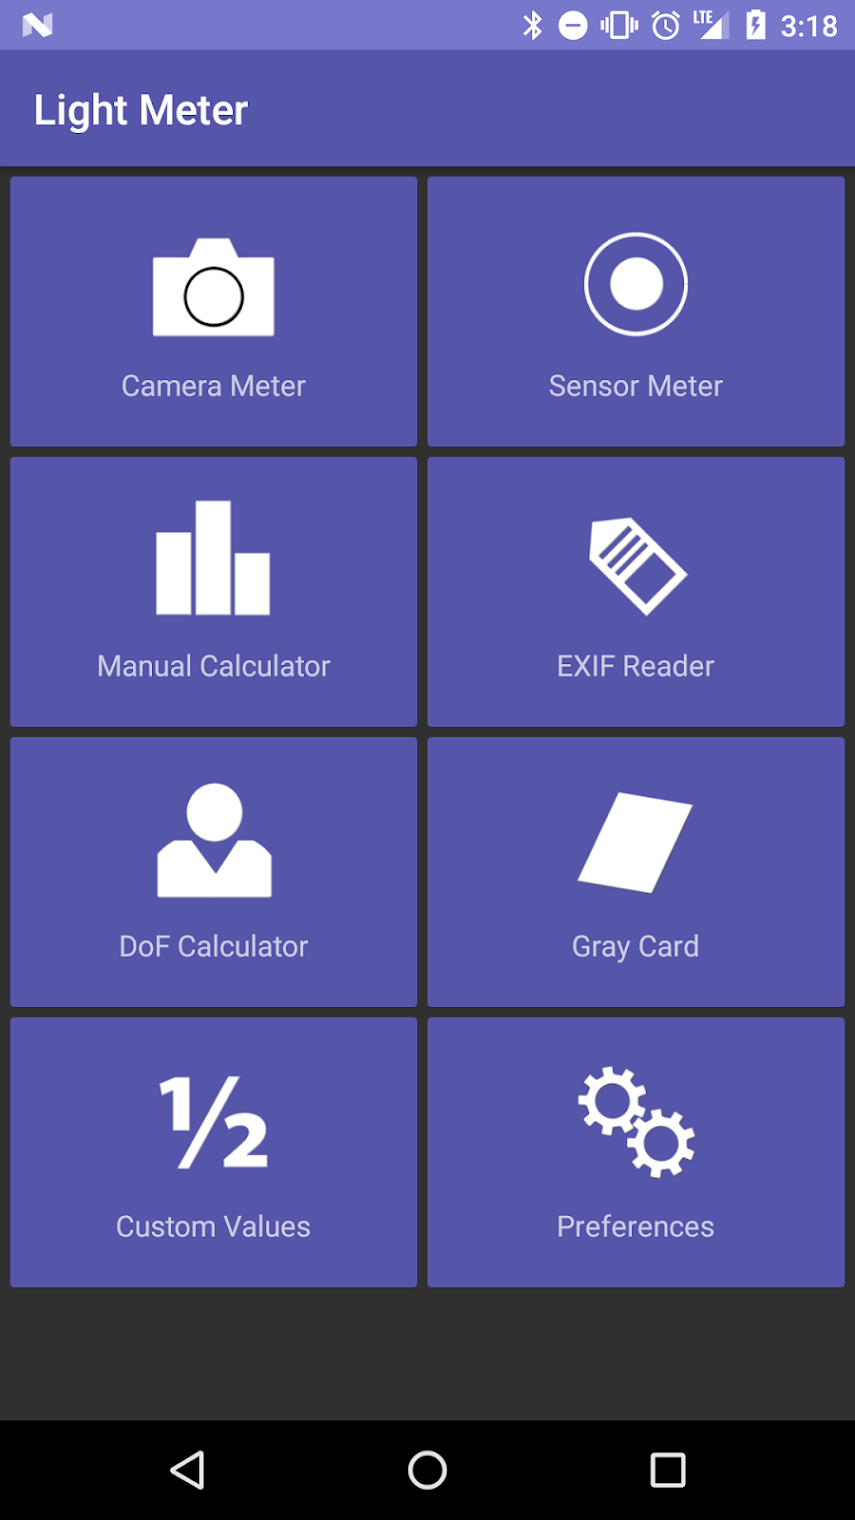 LTE 3:18
Light Meter
Camera Meter
Sensor Meter
Manual Calculator
EXIF Reader
DoF Calculator
Gray Card
½
Custom Values
Preferences